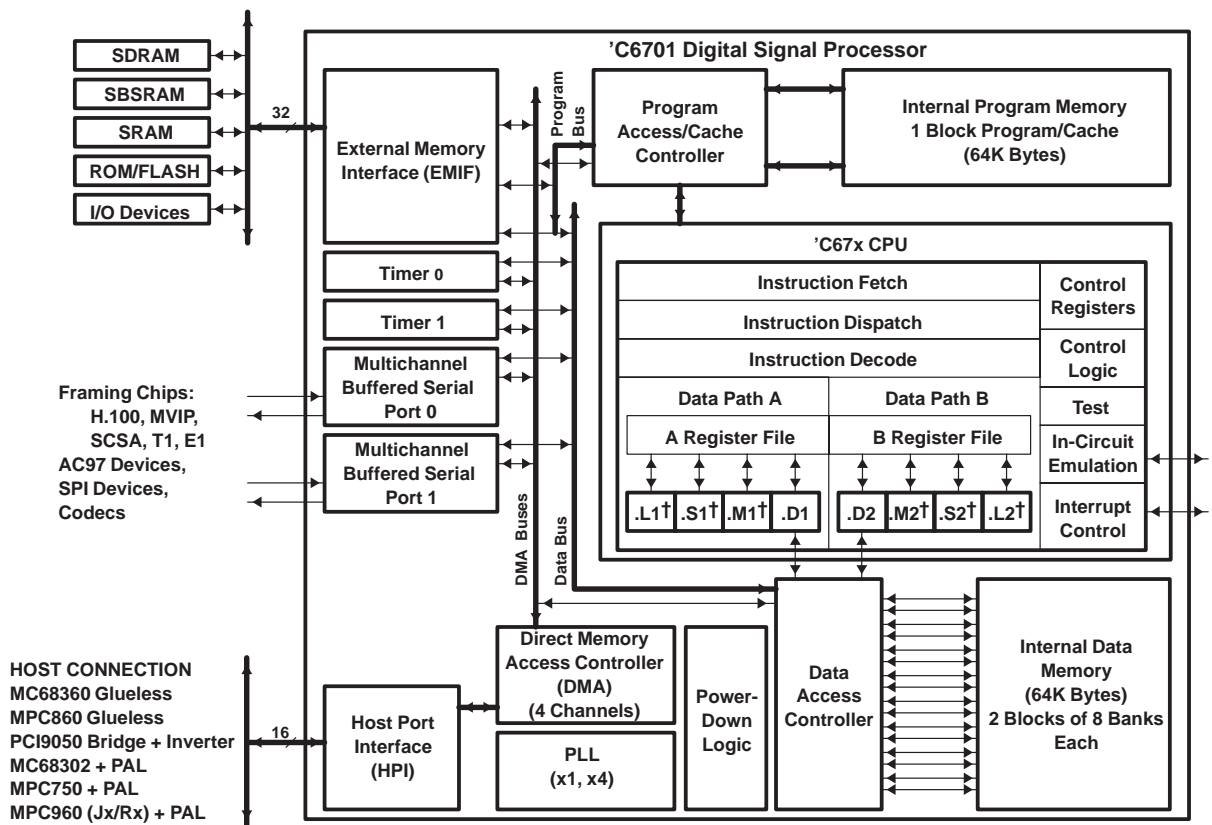 'C6701 Digital Signal Processor
SDRAM
SBSRAM
SRAM
ROM/FLASH
I/O Devices
32
External Memory
Interface (EMIF)
Program
Bus
Program
Access/Cache
Controller
Internal Program Memory
1 Block Program/Cache
(64K Bytes)
Timer 0
Timer 1
Multichannel
Buffered Serial
Port 0
Multichannel
Buffered Serial
Port 1
Framing Chips:
H.100, MVIP,
SCSA, T1, E1
AC97 Devices,
SPI Devices,
Codecs
DMA Buses
Data Bus
'C67x CPU
Instruction Fetch
Instruction Dispatch
Instruction Decode
Data Path A
Data Path B
A Register File
B Register File
.L1†
.S1†
.M1†
.D1
.D2
.M2†
.S2†
.L2†
Control
Registers
Control
Logic
Test
In-Circuit
Emulation
Interrupt
Control
HOST CONNECTION
MC68360 Glueless
MPC860 Glueless
PCI9050 Bridge + Inverter
MC68302 + PAL
MPC750 + PAL
MPC960 (Jx/Rx) + PAL
16
Host Port
Interface
(HPI)
Direct Memory
Access Controller
(DMA)
(4 Channels)
PLL
(x1, x4)
Power-
Down
Logic
Data
Access
Controller
Internal Data
Memory
(64K Bytes)
2 Blocks of 8 Banks
Each